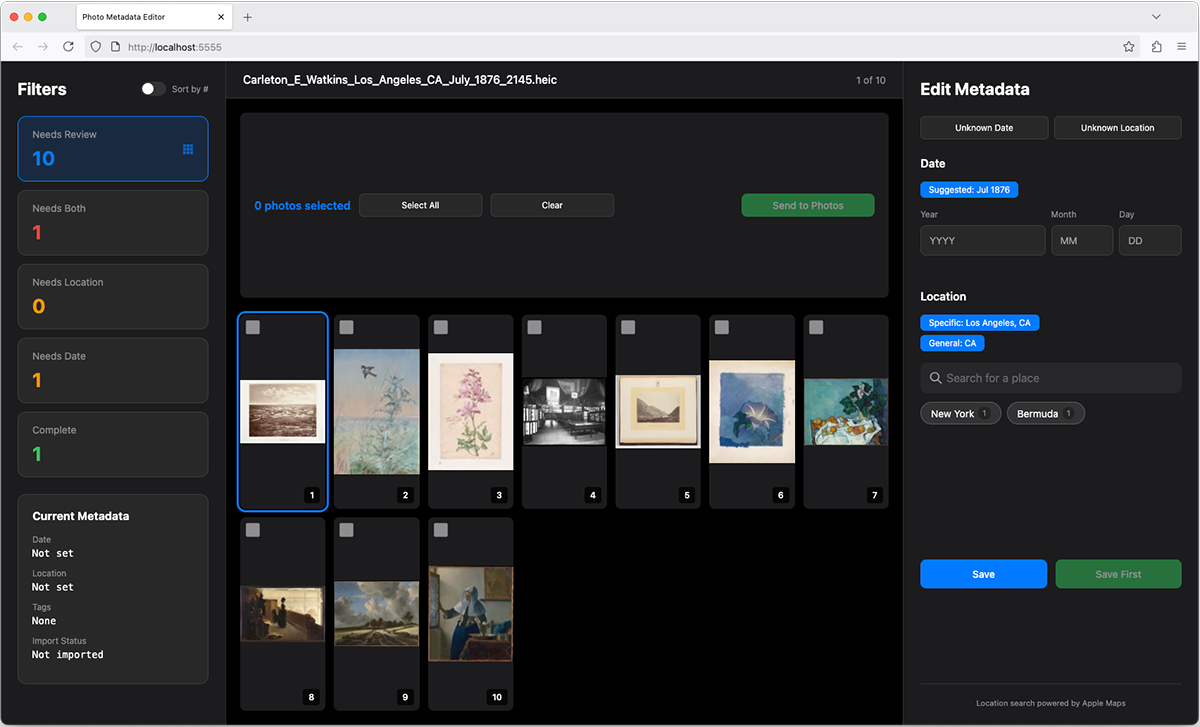 Photo Metadata Editor
http://localhost:5555
Filters
Sort by #
Needs Review
10
Needs Both
1
Needs Location
0
Needs Date
1
Complete
1
Current Metadata
Date
Not set
Location
Not set
Tags
None
Import Status
Not imported
Carleton_E_Watkins_Los_Angeles_CA_July_1876_2145.heic
1 of 10
0 photos selected
Select All
Clear
Send to Photos
1
2
3
4
5
6
7
8
9
10
Edit Metadata
Unknown Date
Unknown Location
Date
Suggested: Jul 1876
Year
Month
Day
YYYY
MM
DD
Location
Specific: Los Angeles, CA
General: CA
Search for a place
New York 1
Bermuda 1
Save
Save First
Location search powered by Apple Maps